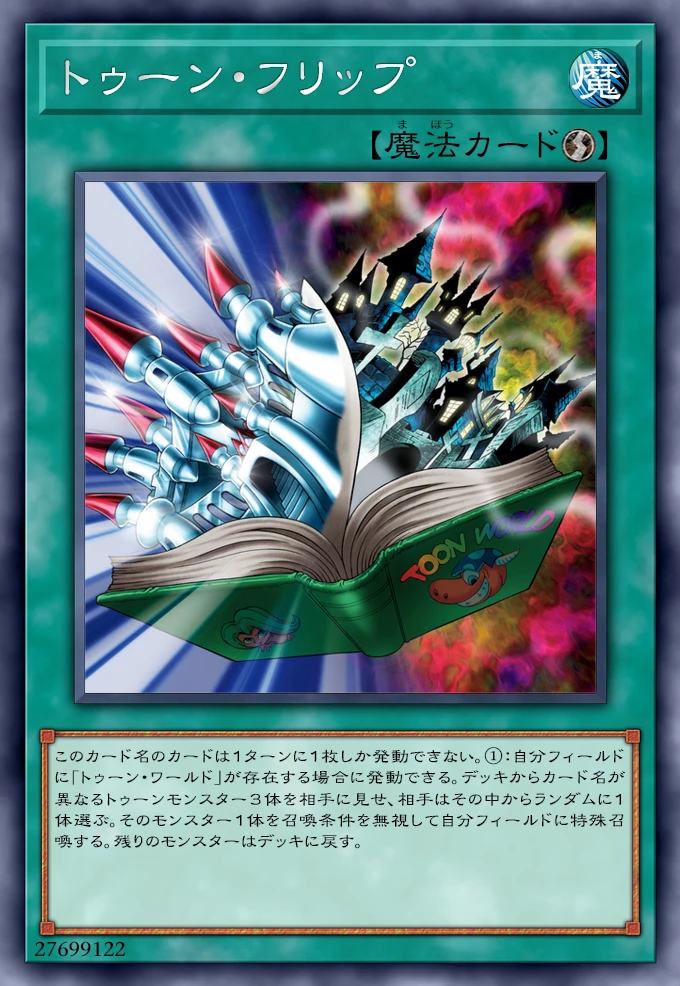 トゥーン・フリップ
ま
魔
ま ほう
【魔法カード】
TOON WORLD
このカード名のカードは1ターンに1枚しか発動できない。①:自分フィールド
に「トゥーン・ワールド」が存在する場合に発動できる。デッキからカード名が
異なるトゥーンモンスター3体を相手に見せ、相手はその中からランダムに1
体選ぶ。そのモンスター1体を召喚条件を無視して自分フィールドに特殊召
喚する。残りのモンスターはデッキに戻す。
27699122